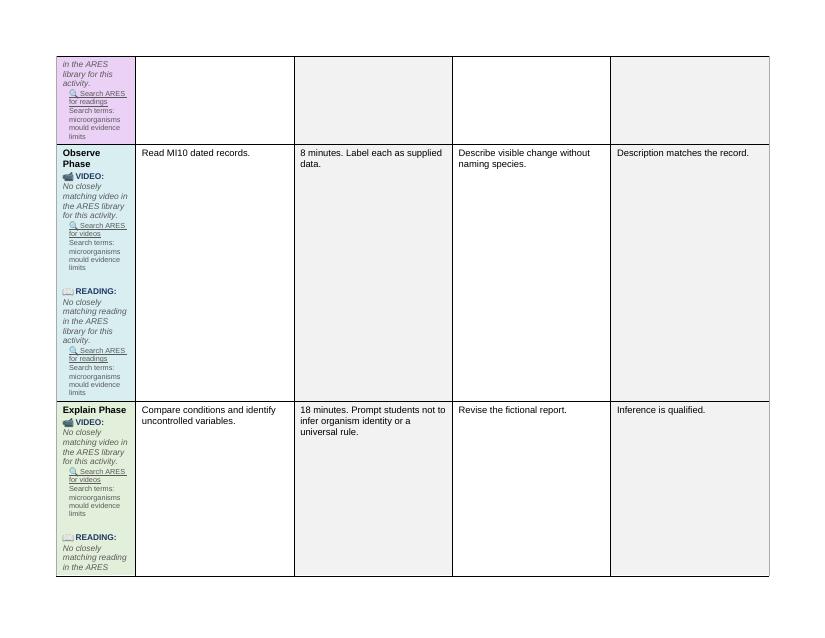 in the ARES
library for this
activity.
🔍 Search ARES
for readings
Search terms:
microorganisms
mould evidence
limits
Observe
Phase
📹 VIDEO:
No closely
matching video in
the ARES library
for this activity.
🔍 Search ARES
for videos
Search terms:
microorganisms
mould evidence
limits
📖 READING:
No closely
matching reading
in the ARES
library for this
activity.
🔍 Search ARES
for readings
Search terms:
microorganisms
mould evidence
limits
Read MI10 dated records.
8 minutes. Label each as supplied
data.
Describe visible change without
naming species.
Description matches the record.
Explain Phase
📹 VIDEO:
No closely
matching video in
the ARES library
for this activity.
🔍 Search ARES
for videos
Search terms:
microorganisms
mould evidence
limits
📖 READING:
No closely
matching reading
in the ARES
Compare conditions and identify
uncontrolled variables.
18 minutes. Prompt students not to
infer organism identity or a
universal rule.
Revise the fictional report.
Inference is qualified.